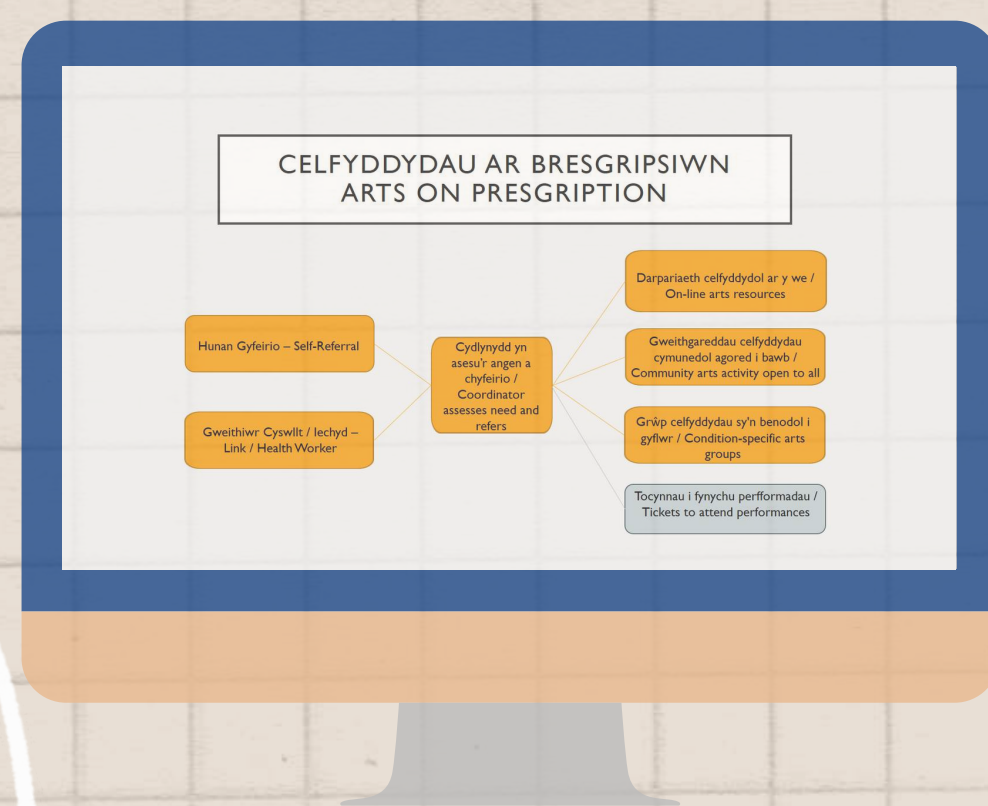 CELFYDDYDAU AR BRESGRIPSIWN
ARTS ON PRESGRIPTION
Hunan Gyfeirio – Self-Referral
Gweithiwr Cyswllt / Iechyd –
Link / Health Worker
Cydlynydd yn
asesu'r angen a
chyfeirio /
Coordinator
assesses need and
refers
Darpariaeth celfyddydol ar y we /
On-line arts resources
Gweithgareddau celfyddydau
cymunedol agored i bawb /
Community arts activity open to all
Grŵp celfyddydau sy'n benodol i
gyflwr / Condition-specific arts
groups
Tocynnau i fynychu perfformadau /
Tickets to attend performances